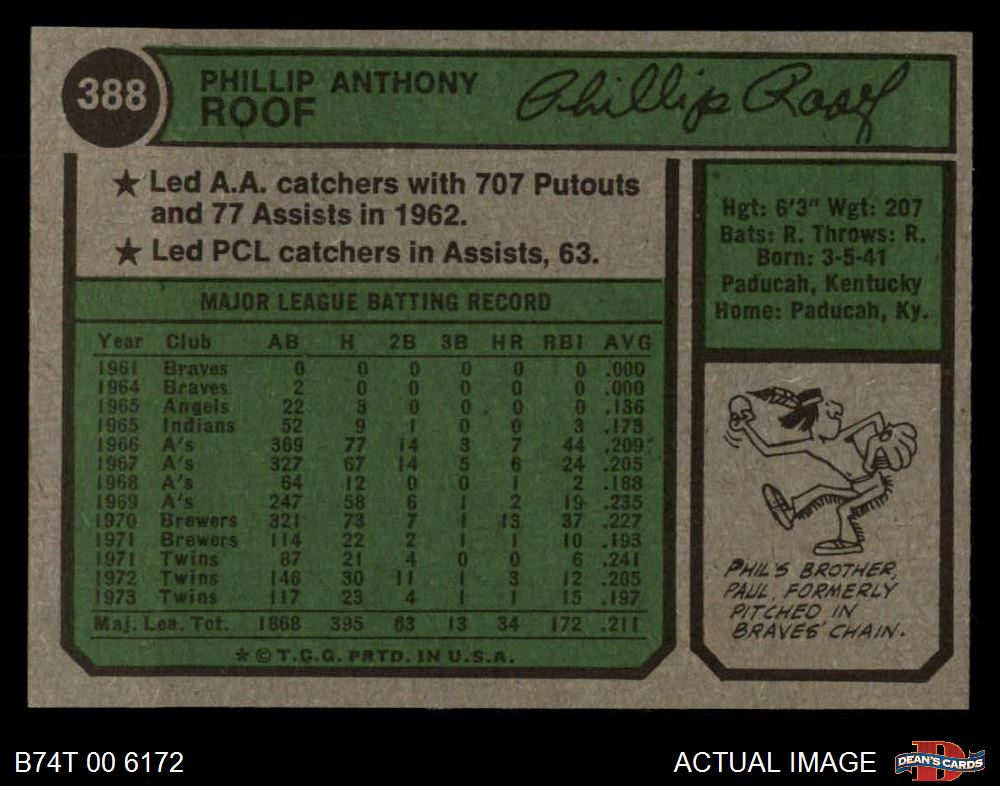 388
PHILLIP ANTHONY
ROOF
Phillip Roof
★ Led A.A. catchers with 707 Putouts
and 77 Assists in 1962.
★ Led PCL catchers in Assists, 63.
MAJOR LEAGUE BATTING RECORD
Year Club AB H 2B 3B HR RBI AVG
1961 Braves 0 0 0 0 0 0 .000
1964 Braves 2 0 0 0 0 0 .000
1965 Angels 22 3 0 0 0 0 .136
1965 Indians 52 9 1 0 0 3 .173
1966 A's 369 77 14 3 7 44 .209
1967 A's 327 67 14 5 6 24 .205
1968 A's 64 12 0 0 1 2 .188
1969 A's 247 58 6 1 2 19 .235
1970 Brewers 321 73 7 1 13 37 .227
1971 Brewers 114 22 2 1 1 10 .193
1971 Twins 87 21 4 0 0 6 .241
1972 Twins 146 30 11 1 3 12 .205
1973 Twins 117 23 4 1 1 15 .197
Maj. Lea. Tot. 1868 395 63 13 34 172 .211
★ © T.C.G. PRTD. IN U.S.A.
Hgt: 6'3" Wgt: 207
Bats: R. Throws: R.
Born: 3-5-41
Paducah, Kentucky
Home: Paducah, Ky.
PHIL'S BROTHER,
PAUL, FORMERLY
PITCHED IN
BRAVES' CHAIN.
B74T 00 6172
ACTUAL IMAGE
D
DEAN'S CARDS